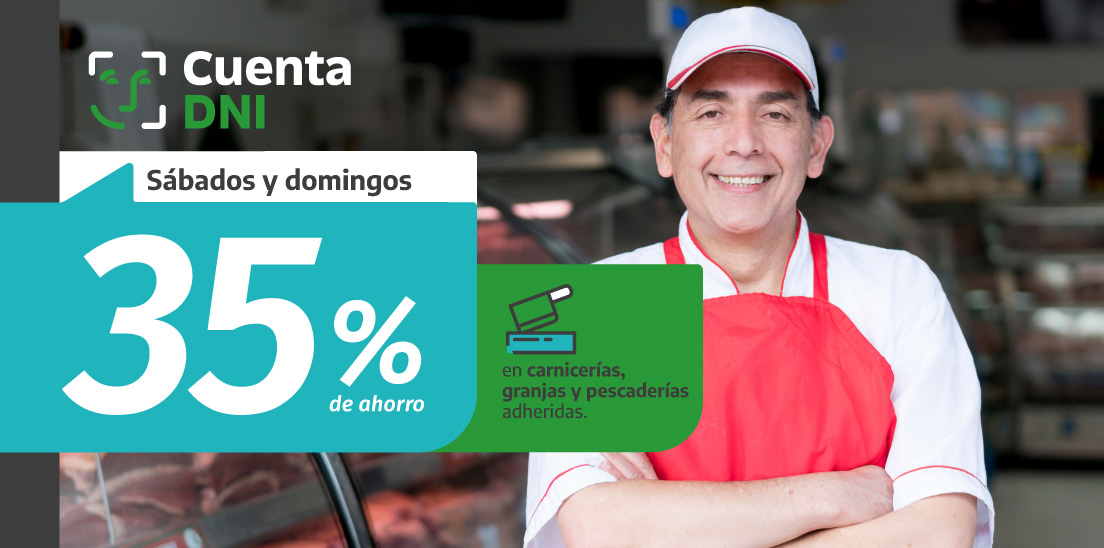 Cuenta
DNI
Sábados y domingos
35%
de ahorro
en carnicerías,
granjas y pescaderías
adheridas.